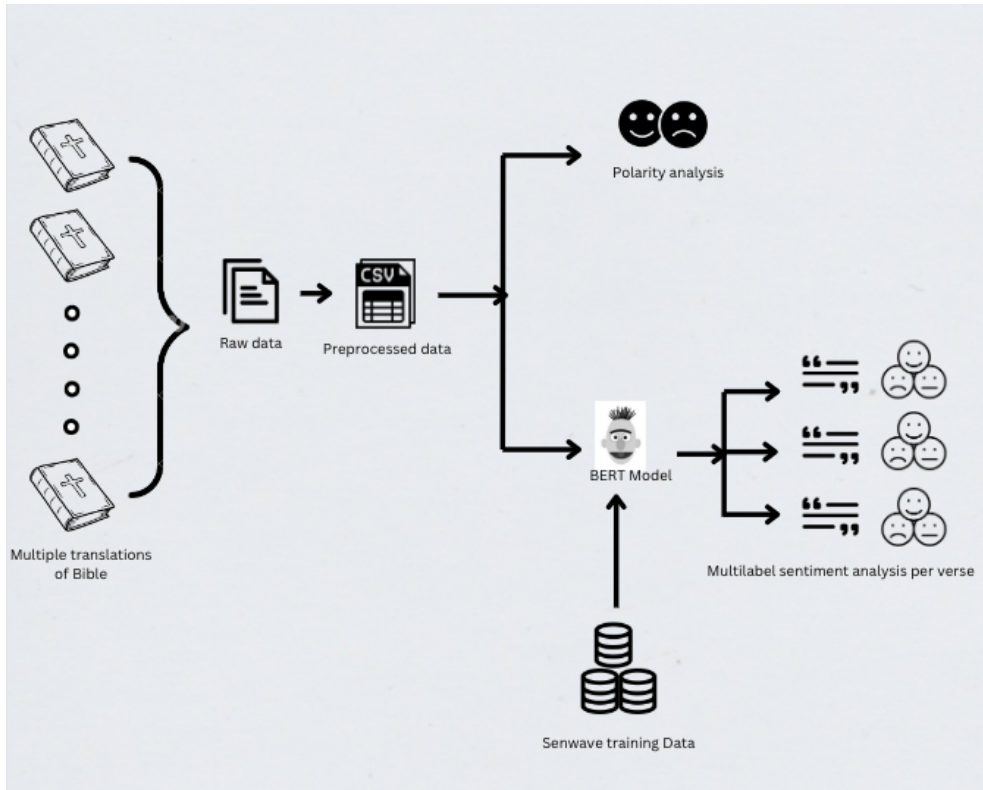 Polarity analysis
CSV
Raw data
Preprocessed data
BERT Model
Multiple translations
of Bible
Multilabel sentiment analysis per verse
Senwave training Data